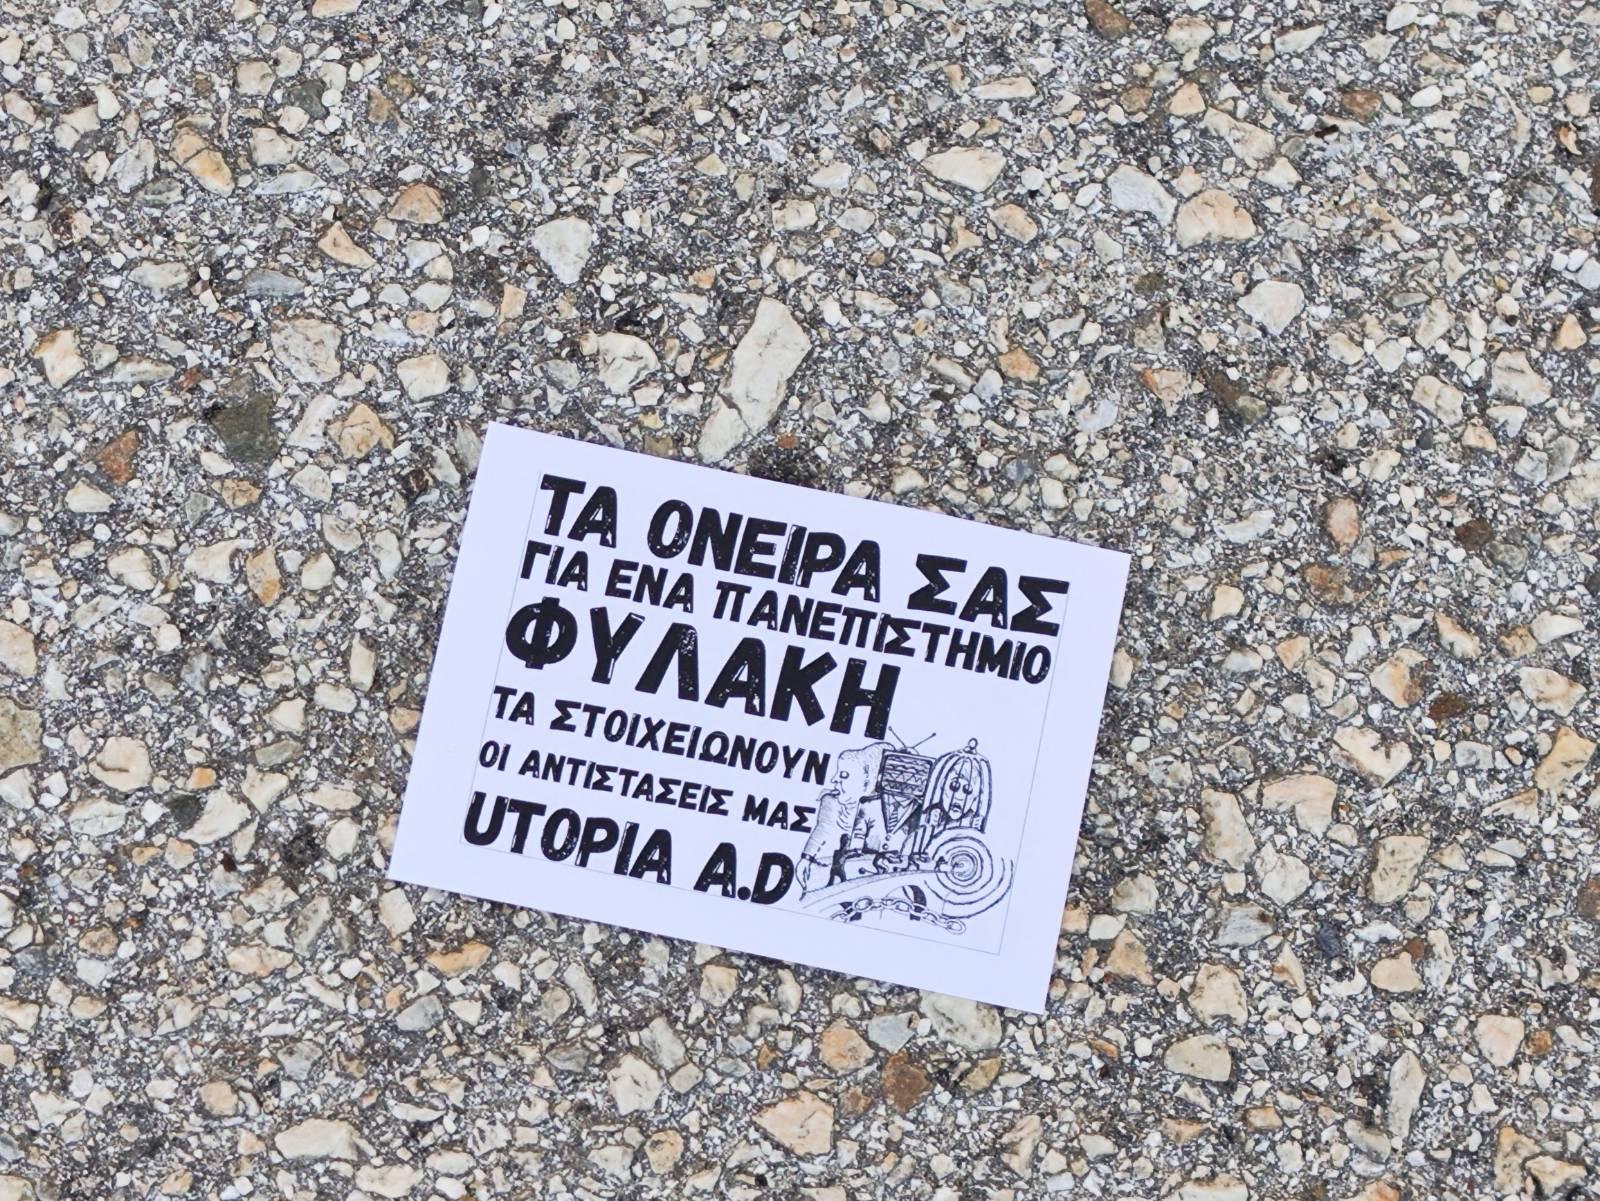 ΤΑ ΟΝΕΙΡΑ ΣΑΣ
ΓΙΑ ΕΝΑ ΠΑΝΕΠΙΣΤΗΜΙΟ
ΦΥΛΑΚΗ
ΤΑ ΣΤΟΙΧΕΙΩΝΟΥΝ
ΟΙ ΑΝΤΙΣΤΑΣΕΙΣ ΜΑΣ
UTOPIA A.D